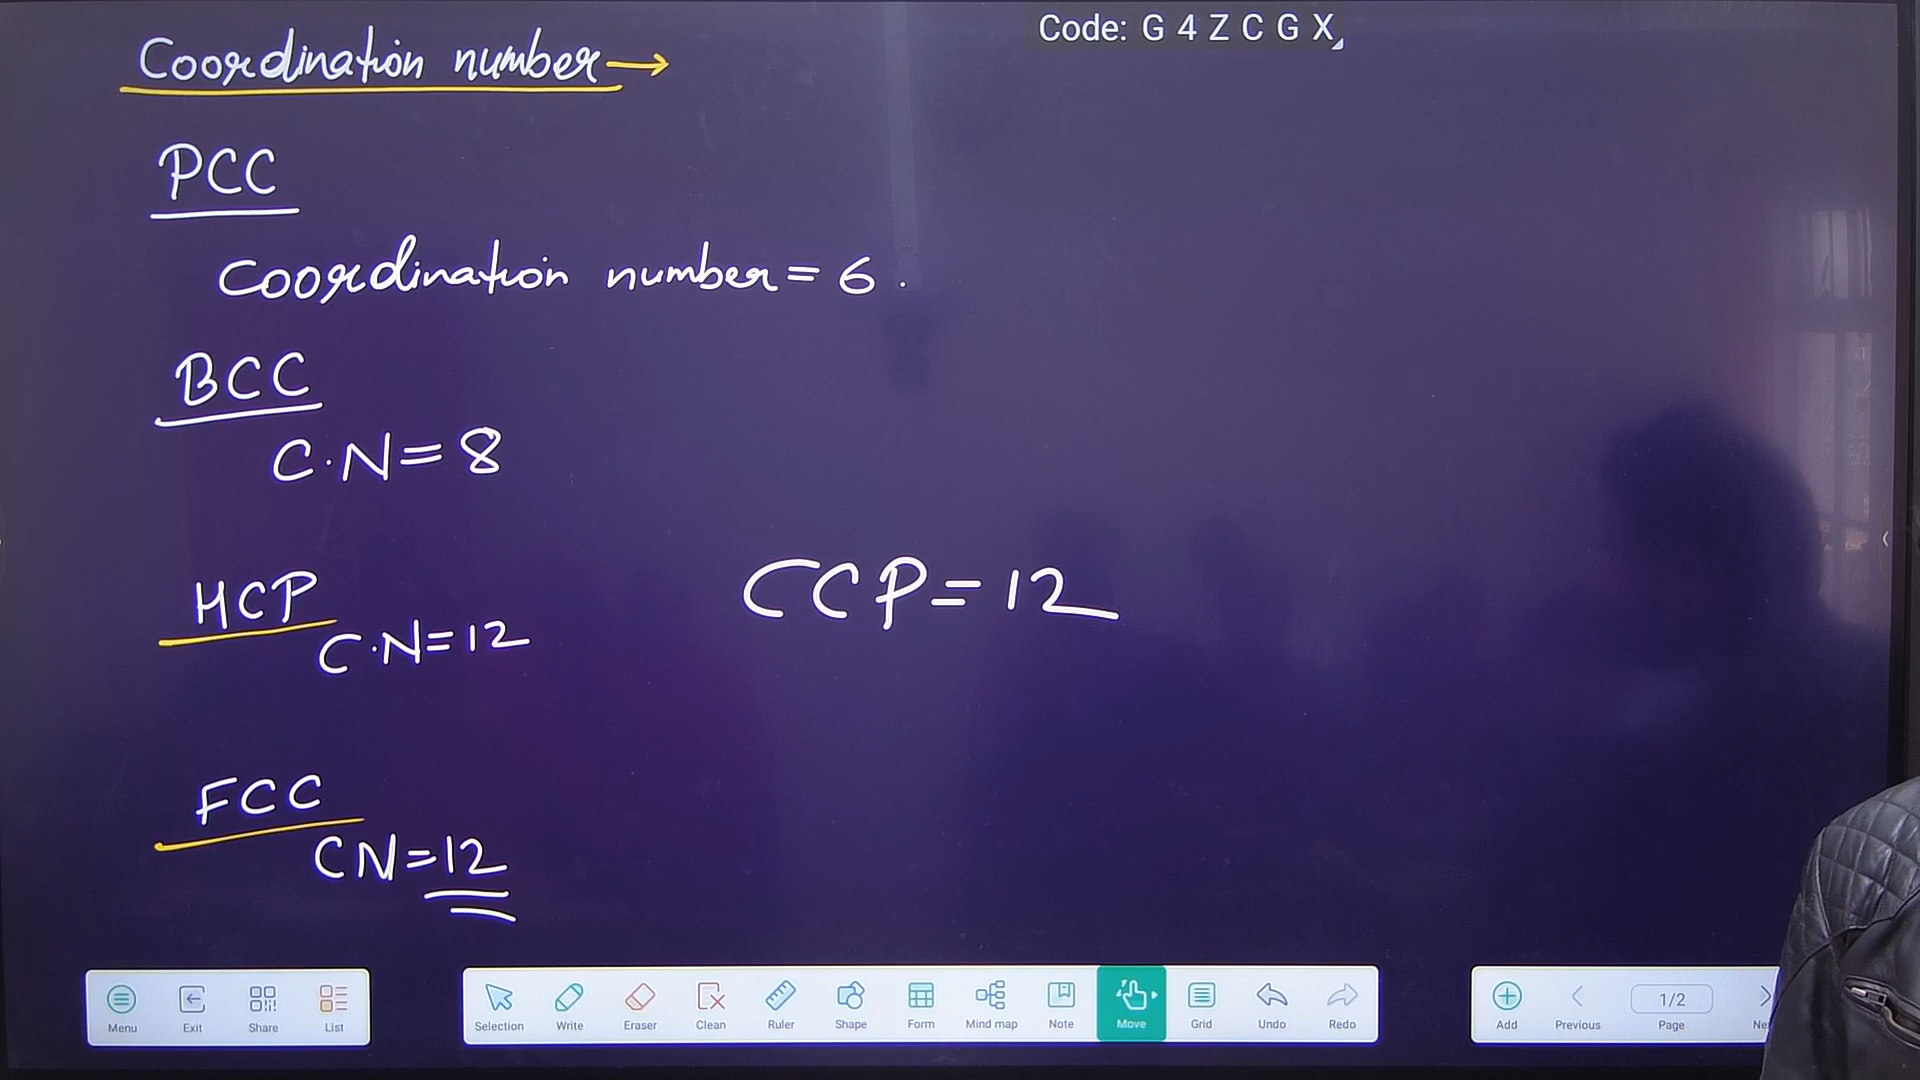 Code: G 4 Z C G X
Coordination number →
PCC
Coordination number = 6 .
BCC
C.N = 8
HCP
C.N = 12
CCP = 12
FCC
CN = 12
Menu
Exit
Share
List
Selection
Write
Eraser
Clean
Ruler
Shape
Form
Mind map
Note
Move
Grid
Undo
Redo
Add
Previous
1/2
Page